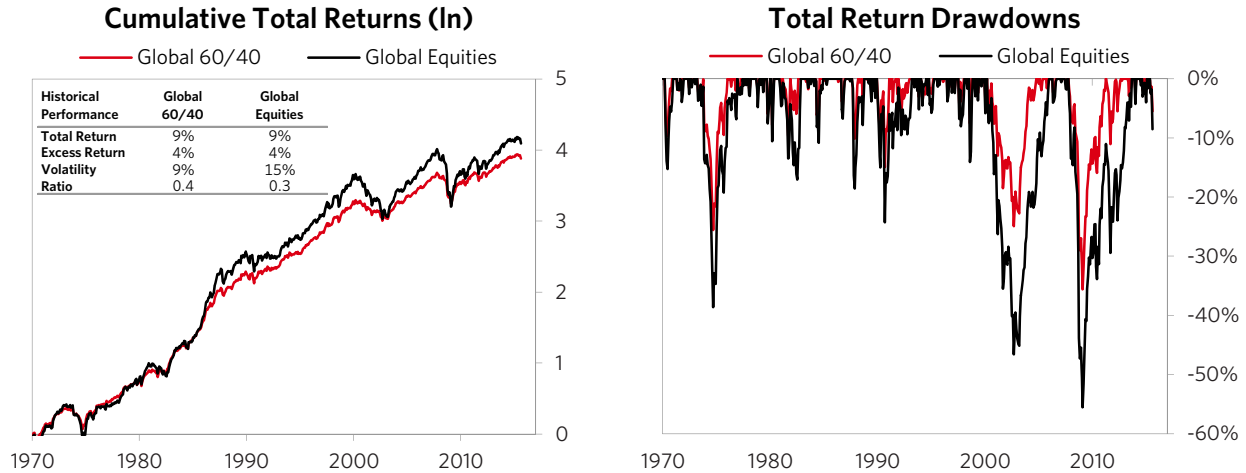 Cumulative Total Returns (ln)
Global 60/40 Global Equities
5
4
3
2
1
0
Historical Performance Global 60/40 Global Equities
Total Return 9% 9%
Excess Return 4% 4%
Volatility 9% 15%
Ratio 0.4 0.3
1970 1980 1990 2000 2010
Total Return Drawdowns
Global 60/40 Global Equities
0%
-10%
-20%
-30%
-40%
-50%
-60%
1970 1980 1990 2000 2010